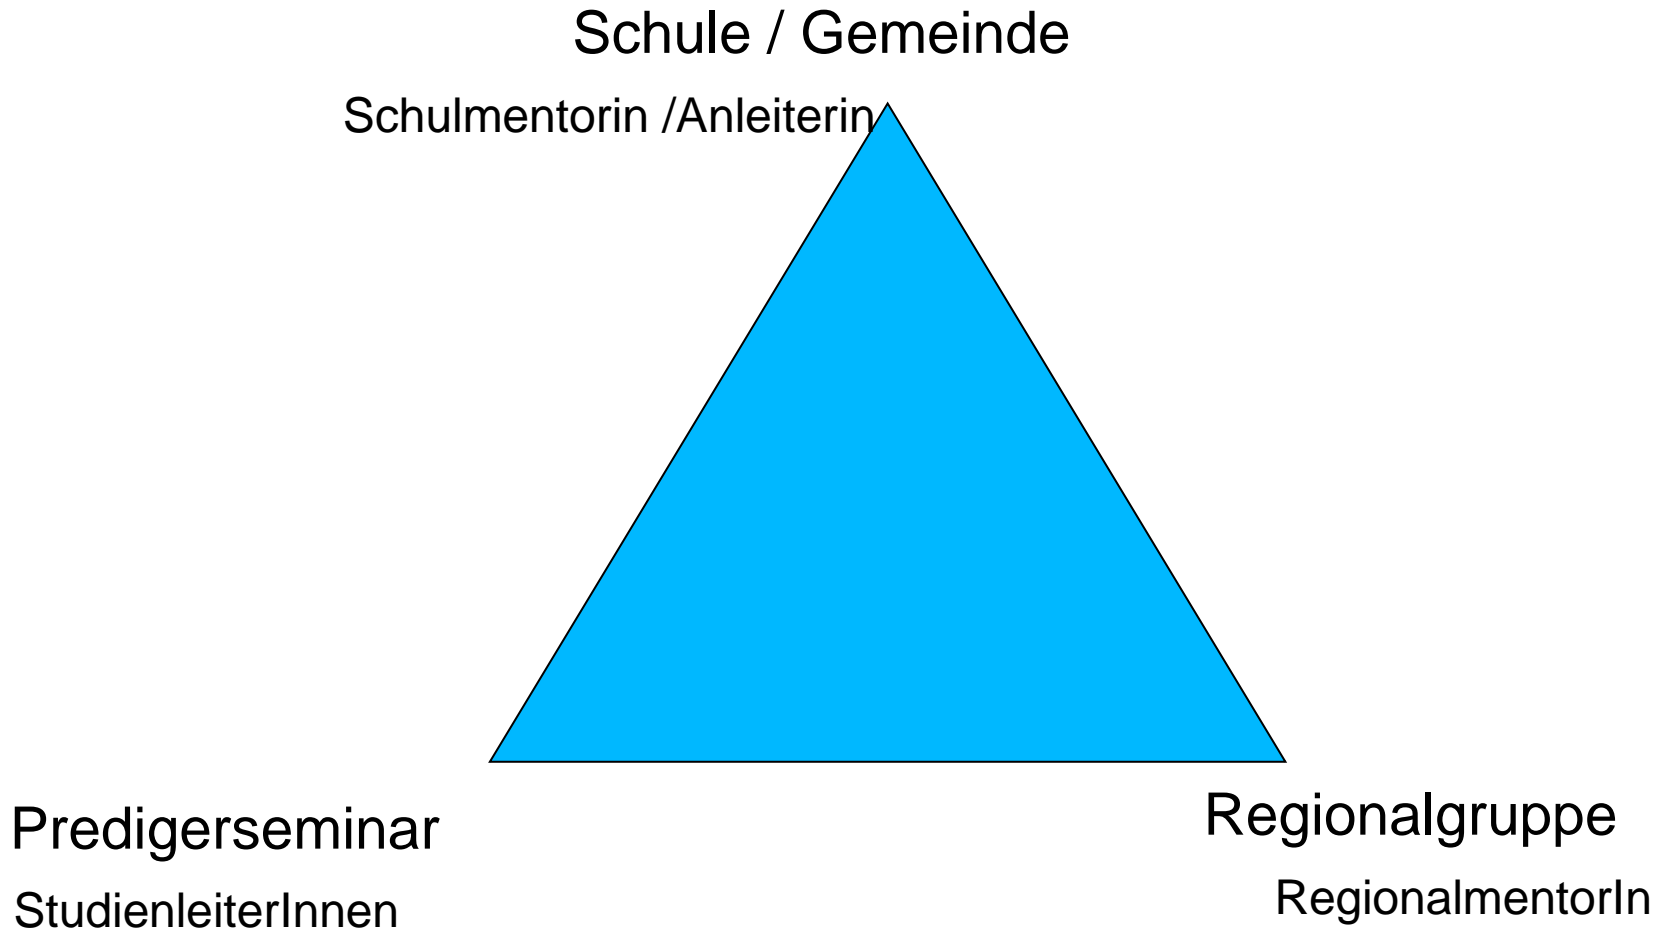 Schule / Gemeinde
Schulmentorin /Anleiterin
Predigerseminar
StudienleiterInnen
Regionalgruppe
RegionalmentorIn